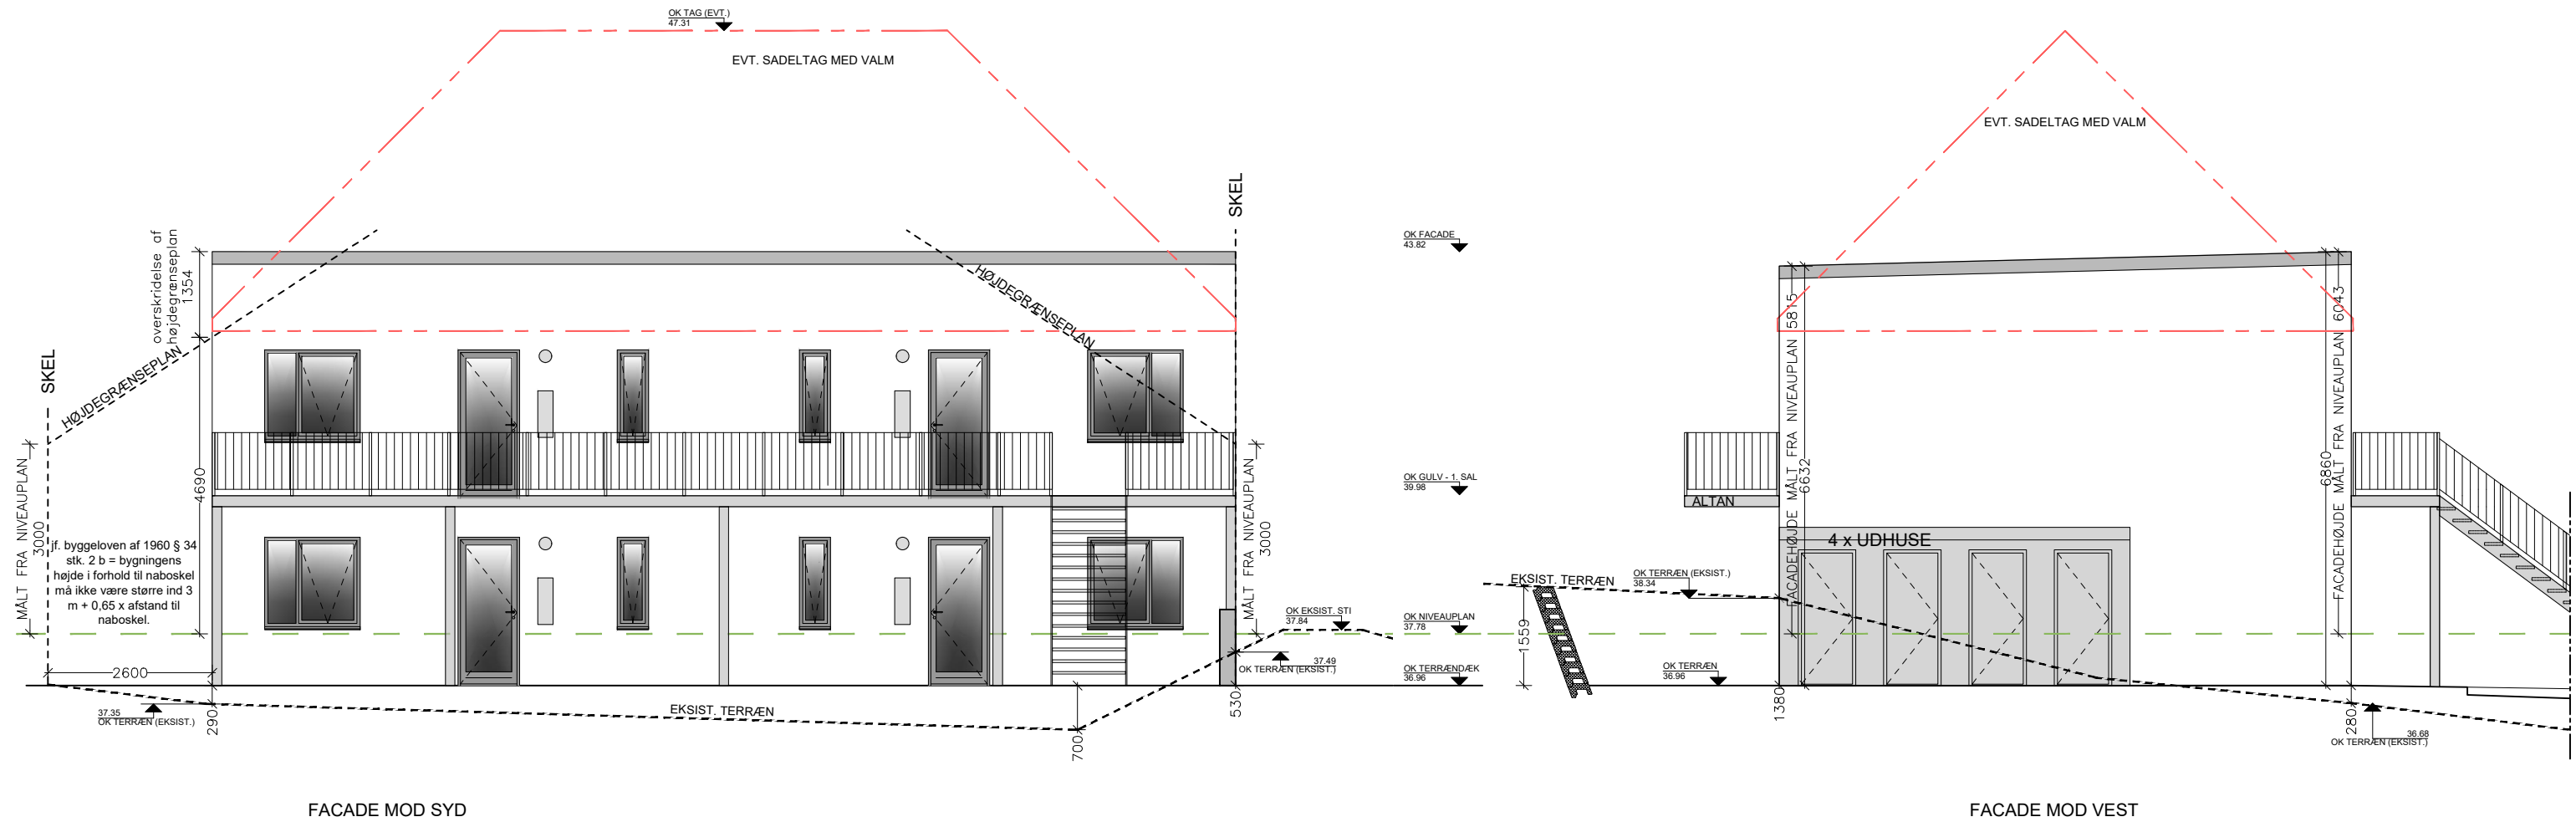 OK TAG (EVT.)
47.31
EVT. SADELTAG MED VALM
SKEL
HØJDEGRÆNSEPLAN
HØJDEGRÆNSEPLAN
overskridelse af
højdegrænseplan
1354
SKEL
4690
MÅLT FRA NIVEAUPLAN
3000
jf. byggeloven af 1960 § 34
stk. 2 b = bygningens
højde i forhold til naboskel
må ikke være større ind 3
m + 0,65 x afstand til
naboskel.
2600
37.35
OK TERRÆN (EKSIST.)
290
EKSIST. TERRÆN
700
530
MÅLT FRA NIVEAUPLAN
3000
OK EKSIST. STI
37.84
37.49
OK TERRÆN (EKSIST.)
FACADE MOD SYD
OK FACADE
43.82
OK GULV - 1. SAL
39.98
OK NIVEAUPLAN
37.78
OK TERRÆNDÆK
36.96
EVT. SADELTAG MED VALM
FACADEHØJDE MÅLT FRA NIVEAUPLAN 5815
6632
6860
FACADEHØJDE MÅLT FRA NIVEAUPLAN 6043
ALTAN
4 x UDHUSE
EKSIST. TERRÆN
OK TERRÆN (EKSIST.)
38.34
1559
OK TERRÆN
36.96
1380
280
36.68
OK TERRÆN (EKSIST.)
FACADE MOD VEST